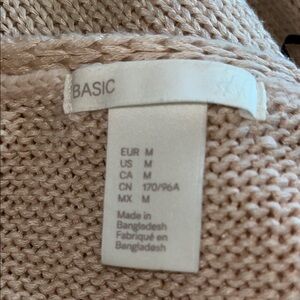 BASIC
EUR M
US M
CA M
CN 170/96A
MX M
Made in
Bangladesh
Fabriqué en
Bangladesh